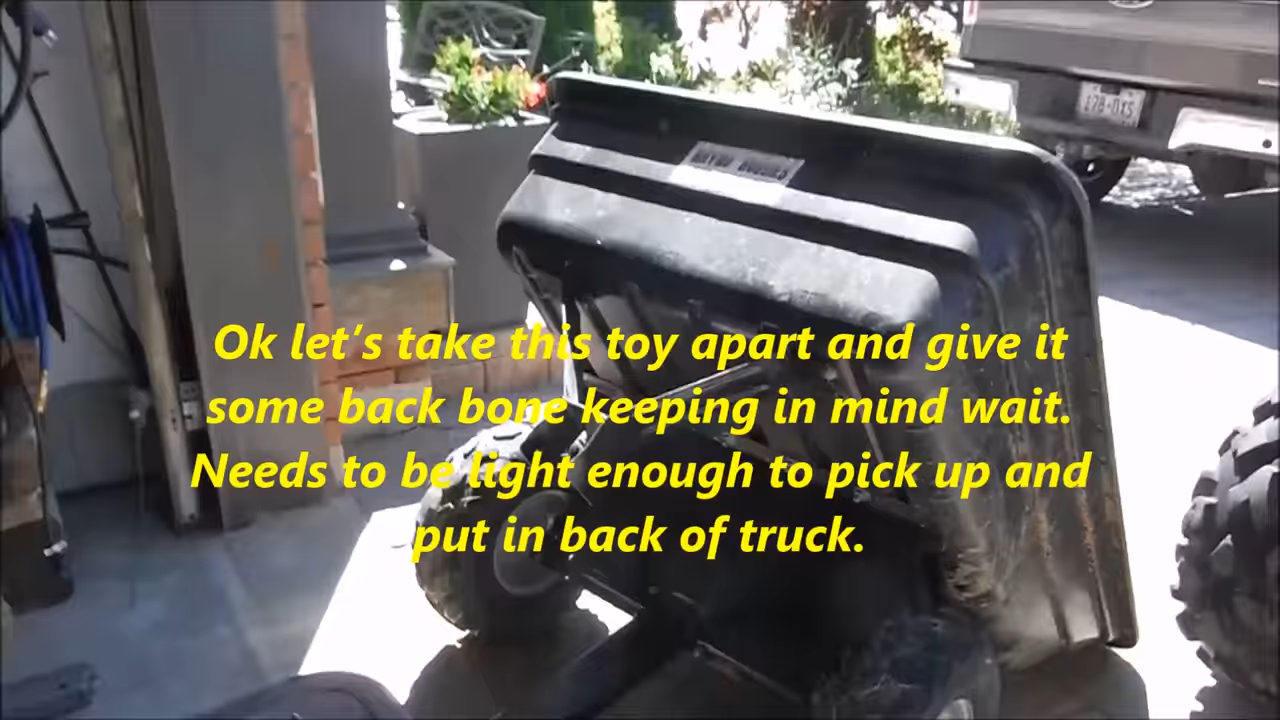 Ok let's take this toy apart and give it
some back bone keeping in mind wait.
Needs to be light enough to pick up and
put in back of truck.